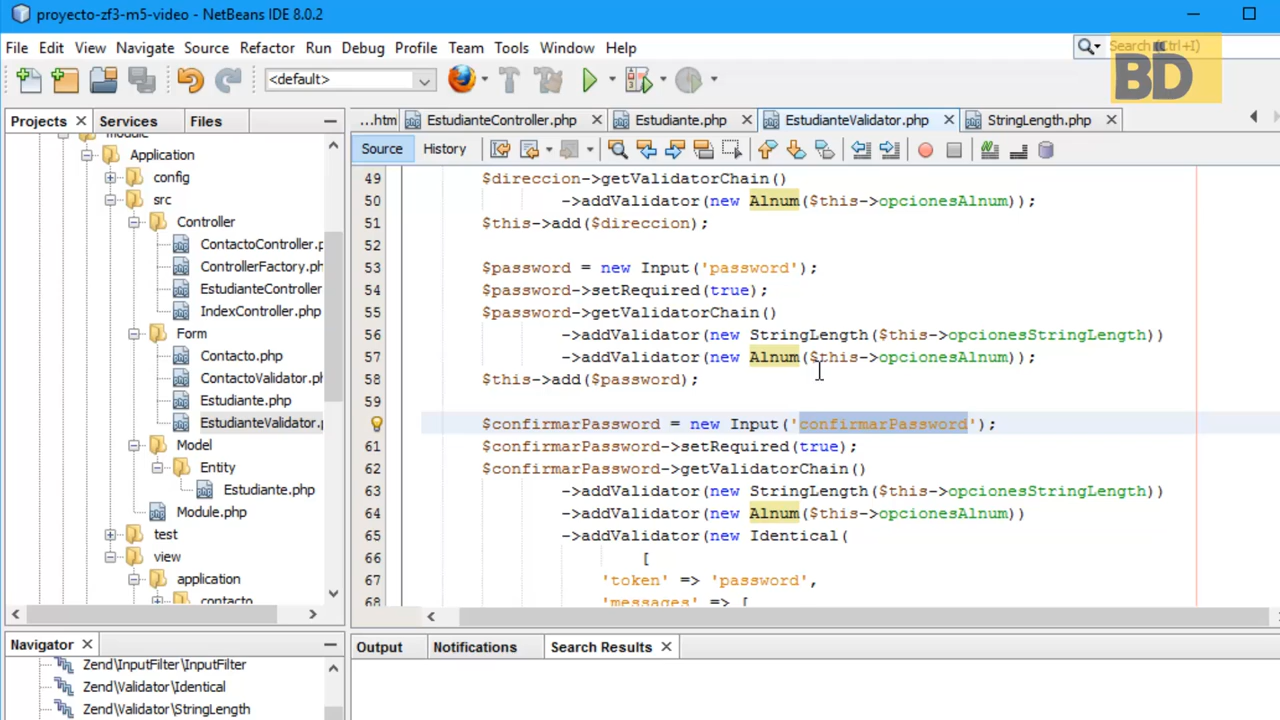 proyecto-zf3-m5-video - NetBeans IDE 8.0.2
File Edit View Navigate Source Refactor Run Debug Profile Team Tools Window Help
Search (Ctrl+I)
BD
<default>
Projects Services Files
...htm EstudianteController.php Estudiante.php EstudianteValidator.php StringLength.php
Source History
Application
config
src
Controller
ContactoController.p
ControllerFactory.ph
EstudianteController
IndexController.php
Form
Contacto.php
ContactoValidator.ph
Estudiante.php
EstudianteValidator.p
Model
Entity
Estudiante.php
Module.php
test
view
application
contacto
49 $direccion->getValidatorChain()
50 ->addValidator(new Alnum($this->opcionesAlnum));
51 $this->add($direccion);
52
53 $password = new Input('password');
54 $password->setRequired(true);
55 $password->getValidatorChain()
56 ->addValidator(new StringLength($this->opcionesStringLength))
57 ->addValidator(new Alnum($this->opcionesAlnum));
58 $this->add($password);
59
$confirmarPassword = new Input('confirmarPassword');
61 $confirmarPassword->setRequired(true);
62 $confirmarPassword->getValidatorChain()
63 ->addValidator(new StringLength($this->opcionesStringLength))
64 ->addValidator(new Alnum($this->opcionesAlnum))
65 ->addValidator(new Identical(
66 [
67 'token' => 'password',
68 'messages' => [
Navigator
Zend\InputFilter\InputFilter
Zend\Validator\Identical
Zend\Validator\StringLength
Output Notifications Search Results